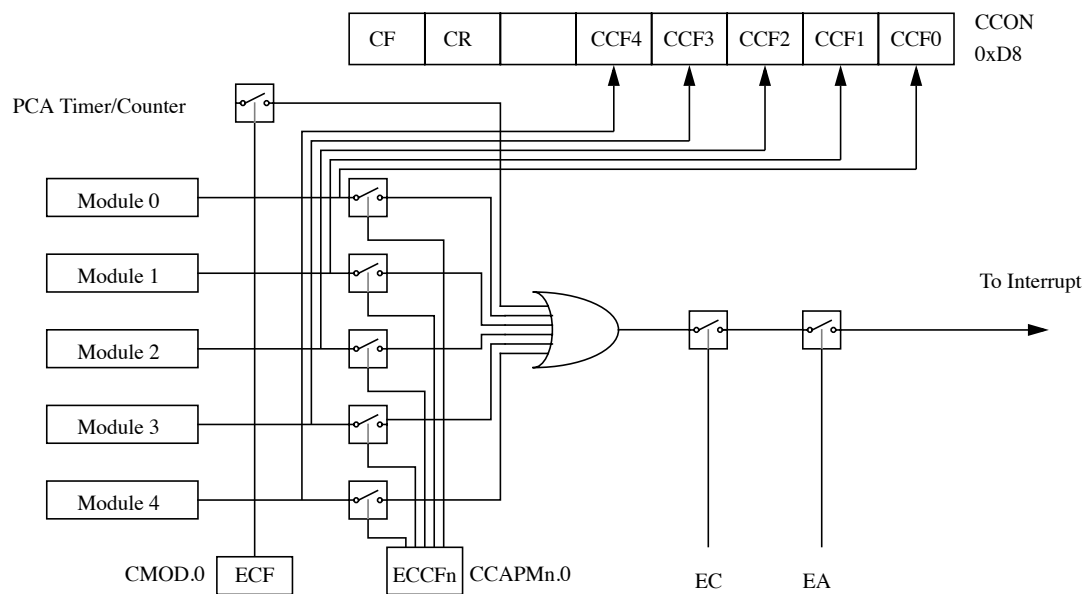 CF CR CCF4 CCF3 CCF2 CCF1 CCF0 CCON
0xD8
PCA Timer/Counter
Module 0
Module 1
To Interrupt
Module 2
Module 3
Module 4
CMOD.0 ECF ECCFn CCAPMn.0 EC EA